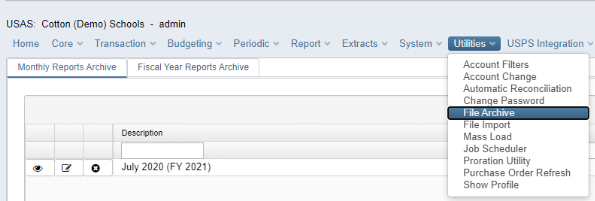 USAS: Cotton (Demo) Schools - admin
Home Core Transaction Budgeting Periodic Report Extracts System Utilities USPS Integration
Monthly Reports Archive Fiscal Year Reports Archive
Account Filters
Account Change
Automatic Reconciliation
Change Password
File Archive
File Import
Mass Load
Job Scheduler
Proration Utility
Purchase Order Refresh
Show Profile
Description
July 2020 (FY 2021)